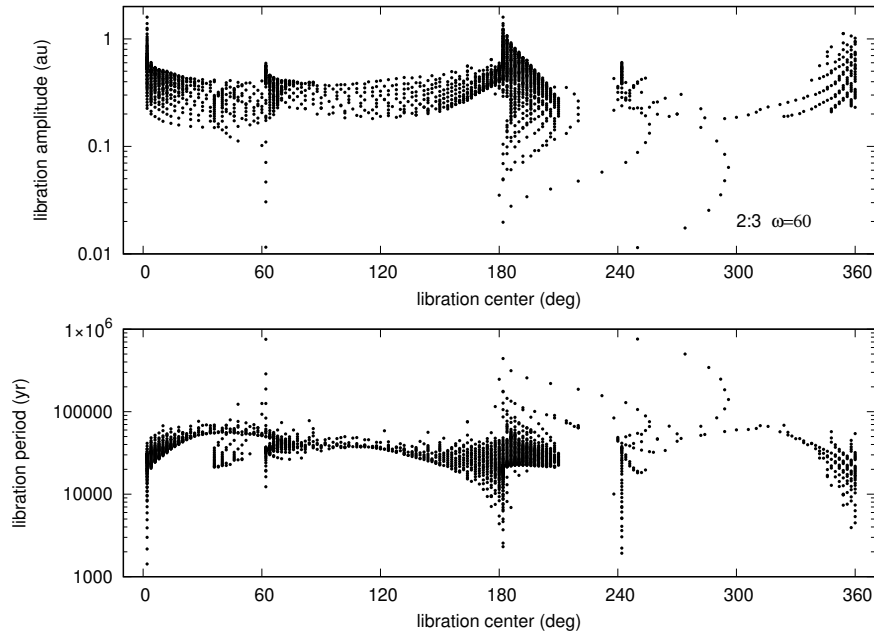 libration amplitude (au)
1
0.1
0.01
2:3 ω=60
0 60 120 180 240 300 360
libration center (deg)
libration period (yr)
1×10⁶
100000
10000
1000
0 60 120 180 240 300 360
libration center (deg)